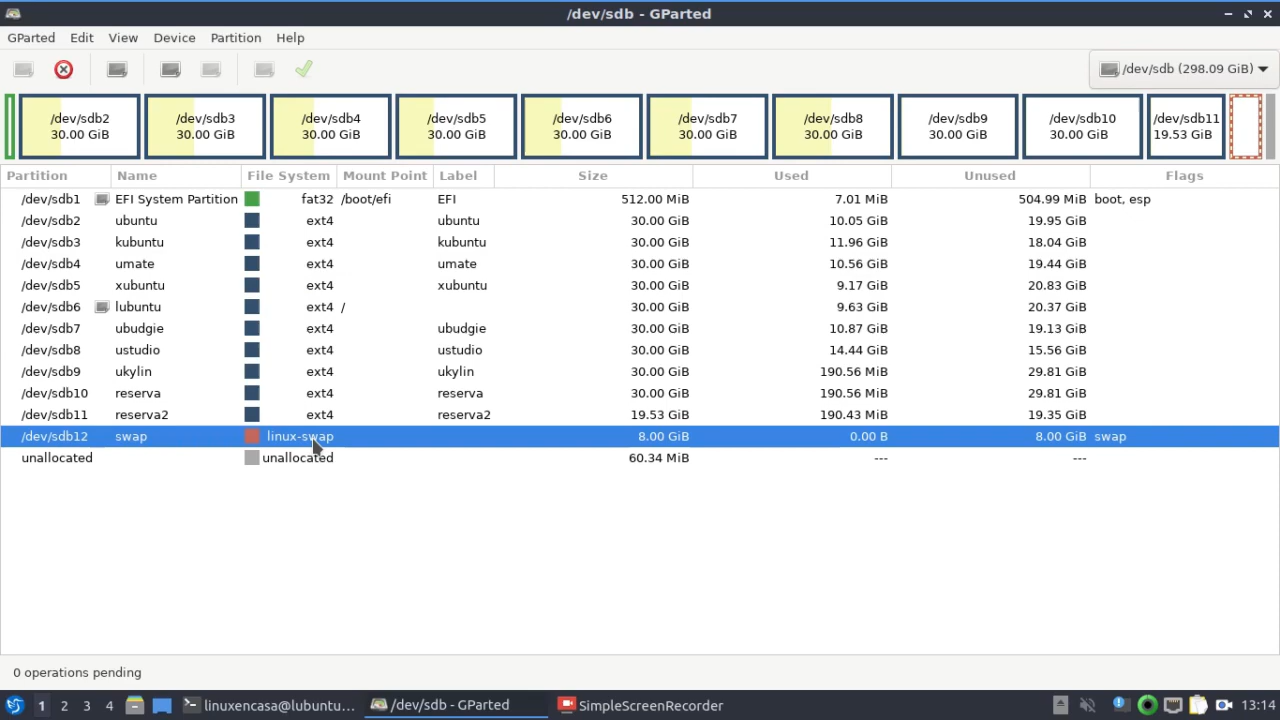 /dev/sdb - GParted
GParted Edit View Device Partition Help
/dev/sdb (298.09 GiB)
/dev/sdb2 /dev/sdb3 /dev/sdb4 /dev/sdb5 /dev/sdb6 /dev/sdb7 /dev/sdb8 /dev/sdb9 /dev/sdb10 /dev/sdb11
30.00 GiB 30.00 GiB 30.00 GiB 30.00 GiB 30.00 GiB 30.00 GiB 30.00 GiB 30.00 GiB 30.00 GiB 19.53 GiB
Partition Name File System Mount Point Label Size Used Unused Flags
/dev/sdb1 EFI System Partition fat32 /boot/efi EFI 512.00 MiB 7.01 MiB 504.99 MiB boot, esp
/dev/sdb2 ubuntu ext4 ubuntu 30.00 GiB 10.05 GiB 19.95 GiB
/dev/sdb3 kubuntu ext4 kubuntu 30.00 GiB 11.96 GiB 18.04 GiB
/dev/sdb4 umate ext4 umate 30.00 GiB 10.56 GiB 19.44 GiB
/dev/sdb5 xubuntu ext4 xubuntu 30.00 GiB 9.17 GiB 20.83 GiB
/dev/sdb6 lubuntu ext4 / 30.00 GiB 9.63 GiB 20.37 GiB
/dev/sdb7 ubudgie ext4 ubudgie 30.00 GiB 10.87 GiB 19.13 GiB
/dev/sdb8 ustudio ext4 ustudio 30.00 GiB 14.44 GiB 15.56 GiB
/dev/sdb9 ukylin ext4 ukylin 30.00 GiB 190.56 MiB 29.81 GiB
/dev/sdb10 reserva ext4 reserva 30.00 GiB 190.56 MiB 29.81 GiB
/dev/sdb11 reserva2 ext4 reserva2 19.53 GiB 190.43 MiB 19.35 GiB
/dev/sdb12 swap linux-swap 8.00 GiB 0.00 B 8.00 GiB swap
unallocated unallocated 60.34 MiB --- ---
0 operations pending
1 2 3 4 linuxencasa@lubuntu... /dev/sdb - GParted SimpleScreenRecorder 13:14